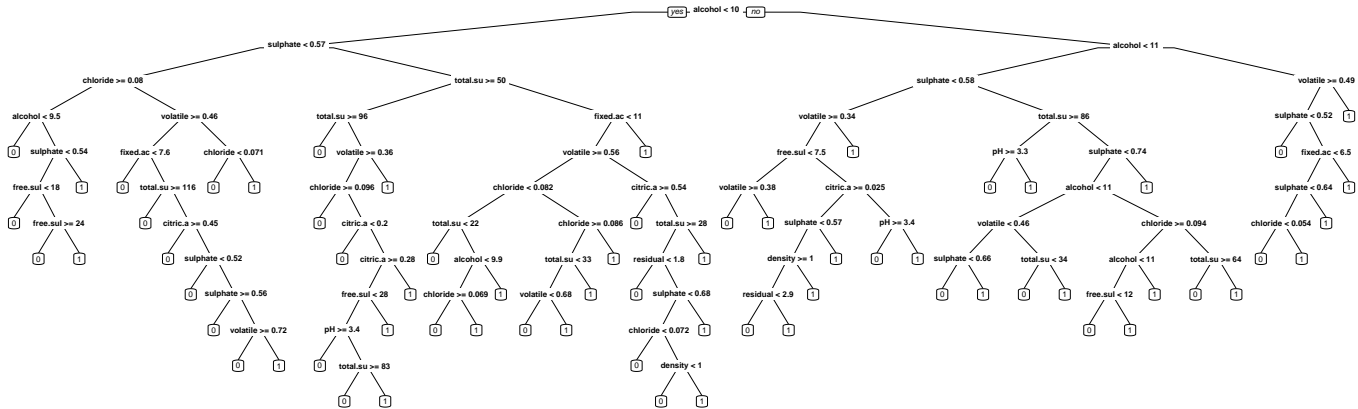 yes alcohol < 10 no
sulphate < 0.57 alcohol < 11
chloride >= 0.08 total.su >= 50 sulphate < 0.58 volatile >= 0.49
alcohol < 9.5 volatile >= 0.46 total.su >= 96 fixed.ac < 11 volatile >= 0.34 total.su >= 86 sulphate < 0.52 1
0 sulphate < 0.54 fixed.ac < 7.6 chloride < 0.071 0 volatile >= 0.36 volatile >= 0.56 1 free.sul < 7.5 1 pH >= 3.3 sulphate < 0.74 0 fixed.ac < 6.5
free.sul < 18 1 0 total.su >= 116 0 1 chloride >= 0.096 1 chloride < 0.082 citric.a >= 0.54 volatile >= 0.38 citric.a >= 0.025 0 1 alcohol < 11 1 sulphate < 0.64 1
0 free.sul >= 24 0 citric.a >= 0.45 0 citric.a < 0.2 total.su < 22 chloride >= 0.086 0 total.su >= 28 0 1 sulphate < 0.57 pH >= 3.4 volatile < 0.46 chloride >= 0.094 chloride < 0.054 1
0 1 0 sulphate < 0.52 0 citric.a >= 0.28 0 alcohol < 9.9 total.su < 33 1 residual < 1.8 1 density >= 1 1 0 1 sulphate < 0.66 total.su < 34 alcohol < 11 total.su >= 64 0 1
0 sulphate >= 0.56 free.sul < 28 1 chloride >= 0.069 1 volatile < 0.68 1 0 sulphate < 0.68 residual < 2.9 1 0 1 0 1 free.sul < 12 1 0 1
0 volatile >= 0.72 pH >= 3.4 1 0 1 0 1 chloride < 0.072 1 0 1 0 1
0 1 0 total.su >= 83 0 density < 1
0 1 0 1